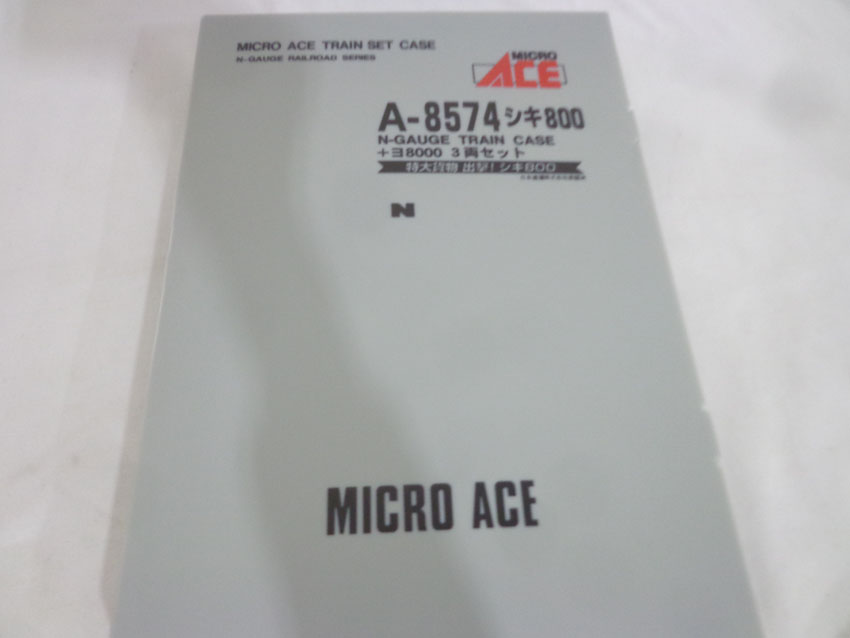 MICRO ACE TRAIN SET CASE
N-GAUGE RAILROAD SERIES
MICRO
ACE
A-8574 シキ800
N-GAUGE TRAIN CASE
+ヨ8000 3両セット
特大貨物 出撃! シキ800
N
MICRO ACE